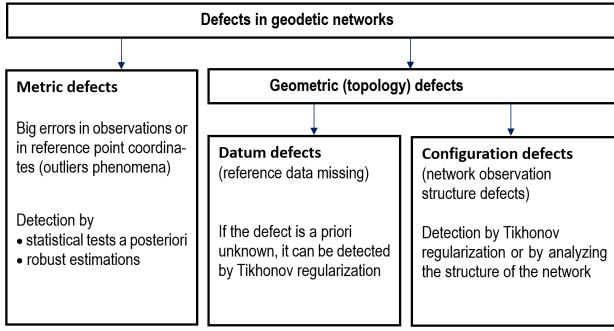 Defects in geodetic networks
Metric defects
Big errors in observations or
in reference point coordina-
tes (outliers phenomena)
Detection by
• statistical tests a posteriori
• robust estimations
Geometric (topology) defects
Datum defects
(reference data missing)
If the defect is a priori
unknown, it can be detected
by Tikhonov regularization
Configuration defects
(network observation
structure defects)
Detection by Tikhonov
regularization or by analyzing
the structure of the network